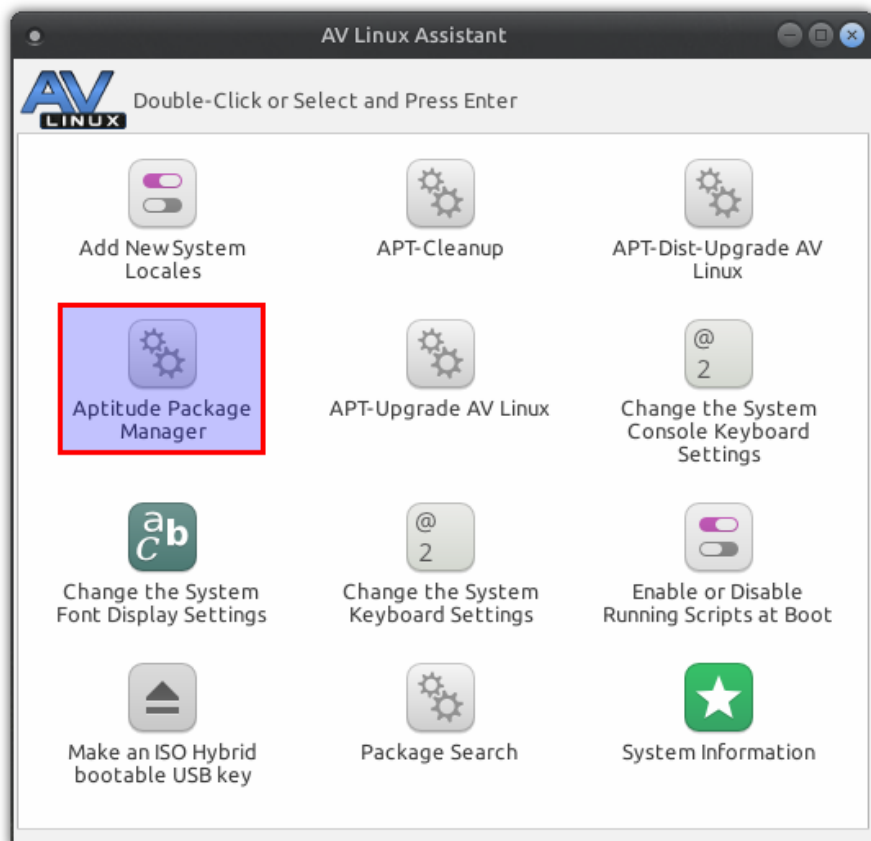 AV Linux Assistant
AV
LINUX
Double-Click or Select and Press Enter
Add New System
Locales
APT-Cleanup
APT-Dist-Upgrade AV
Linux
Aptitude Package
Manager
APT-Upgrade AV Linux
@
2
Change the System
Console Keyboard
Settings
a
b
c
Change the System
Font Display Settings
@
2
Change the System
Keyboard Settings
Enable or Disable
Running Scripts at Boot
Make an ISO Hybrid
bootable USB key
Package Search
System Information